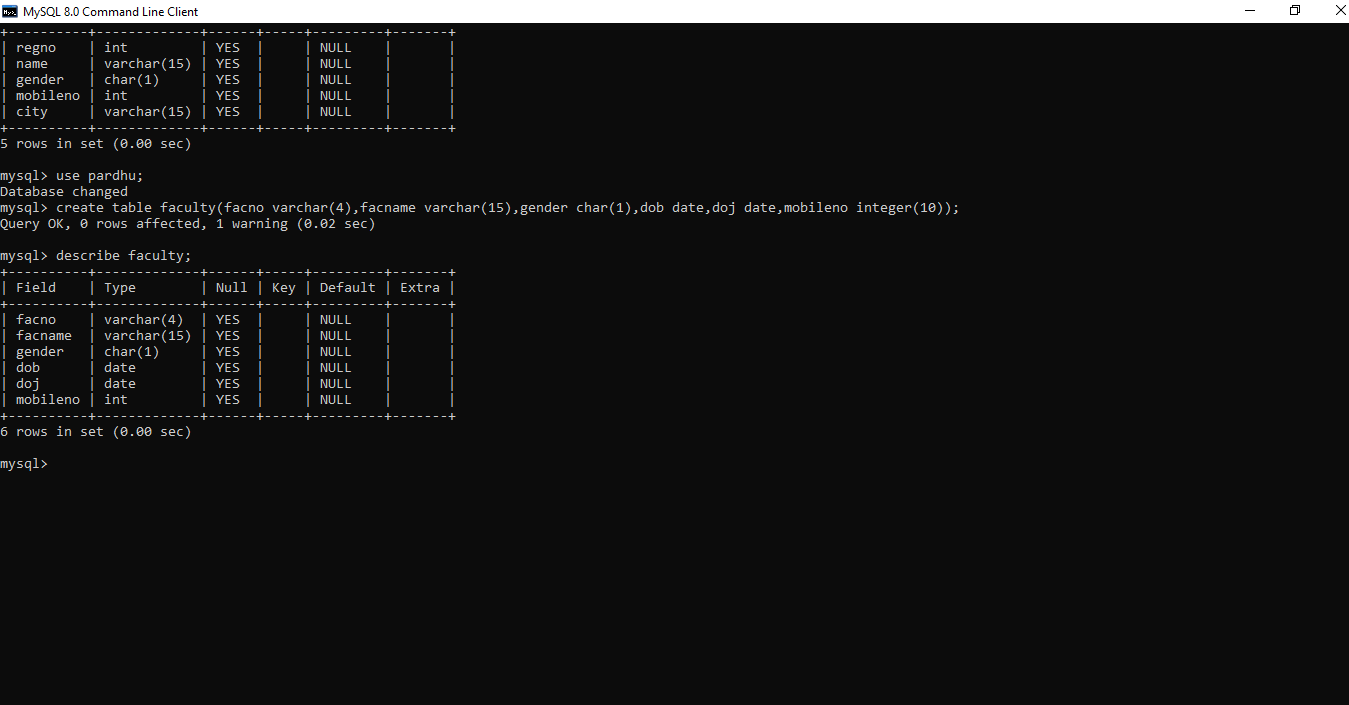 MySQL 8.0 Command Line Client
+----------+-------------+------+-----+---------+-------+
| regno    | int         | YES  |     | NULL    |       |
| name     | varchar(15) | YES  |     | NULL    |       |
| gender   | char(1)     | YES  |     | NULL    |       |
| mobileno | int         | YES  |     | NULL    |       |
| city     | varchar(15) | YES  |     | NULL    |       |
+----------+-------------+------+-----+---------+-------+
5 rows in set (0.00 sec)

mysql> use pardhu;
Database changed
mysql> create table faculty(facno varchar(4),facname varchar(15),gender char(1),dob date,doj date,mobileno integer(10));
Query OK, 0 rows affected, 1 warning (0.02 sec)

mysql> describe faculty;
+----------+-------------+------+-----+---------+-------+
| Field    | Type        | Null | Key | Default | Extra |
+----------+-------------+------+-----+---------+-------+
| facno    | varchar(4)  | YES  |     | NULL    |       |
| facname  | varchar(15) | YES  |     | NULL    |       |
| gender   | char(1)     | YES  |     | NULL    |       |
| dob      | date        | YES  |     | NULL    |       |
| doj      | date        | YES  |     | NULL    |       |
| mobileno | int         | YES  |     | NULL    |       |
+----------+-------------+------+-----+---------+-------+
6 rows in set (0.00 sec)

mysql>